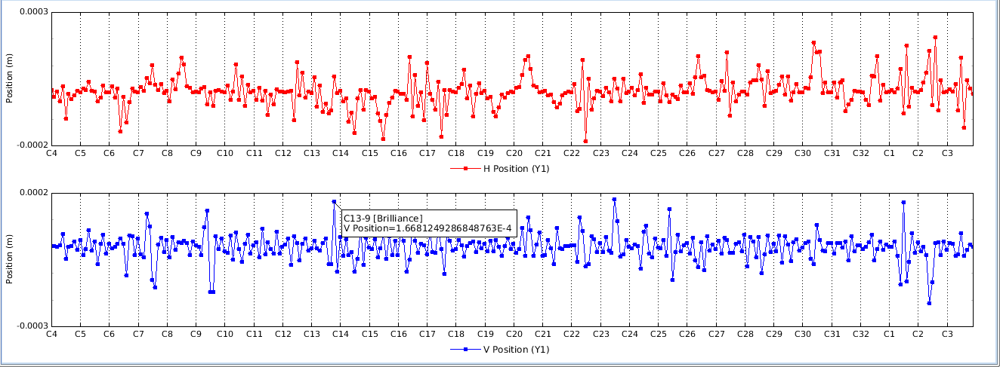 0.0003
Position (m)
-0.0002
C4 C5 C6 C7 C8 C9 C10 C11 C12 C13 C14 C15 C16 C17 C18 C19 C20 C21 C22 C23 C24 C25 C26 C27 C28 C29 C30 C31 C32 C1 C2 C3
H Position (Y1)
0.0002
C13-9 [Brilliance]
V Position=1.6681249286848763E-4
Position (m)
-0.0003
C4 C5 C6 C7 C8 C9 C10 C11 C12 C13 C14 C15 C16 C17 C18 C19 C20 C21 C22 C23 C24 C25 C26 C27 C28 C29 C30 C31 C32 C1 C2 C3
V Position (Y1)